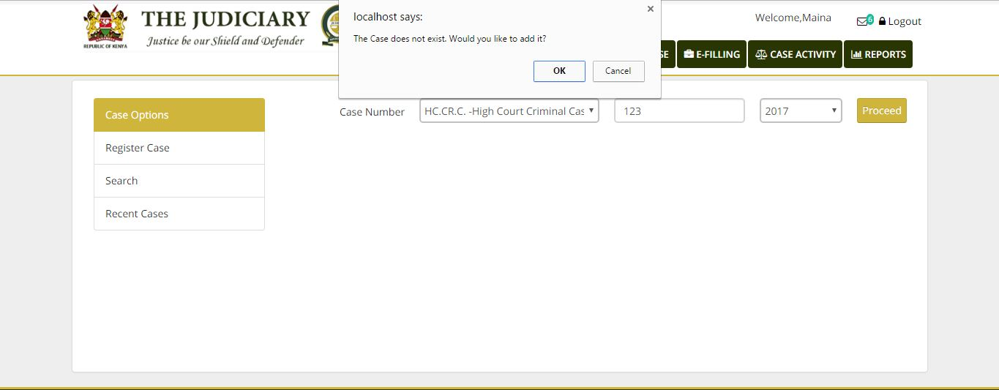 THE JUDICIARY
Justice be our Shield and Defender
REPUBLIC OF KENYA
localhost says:
The Case does not exist. Would you like to add it?
OK
Cancel
Welcome,Maina
6
Logout
SE
E-FILLING
CASE ACTIVITY
REPORTS
Case Options
Register Case
Search
Recent Cases
Case Number
HC.CR.C. -High Court Criminal Cas
123
2017
Proceed